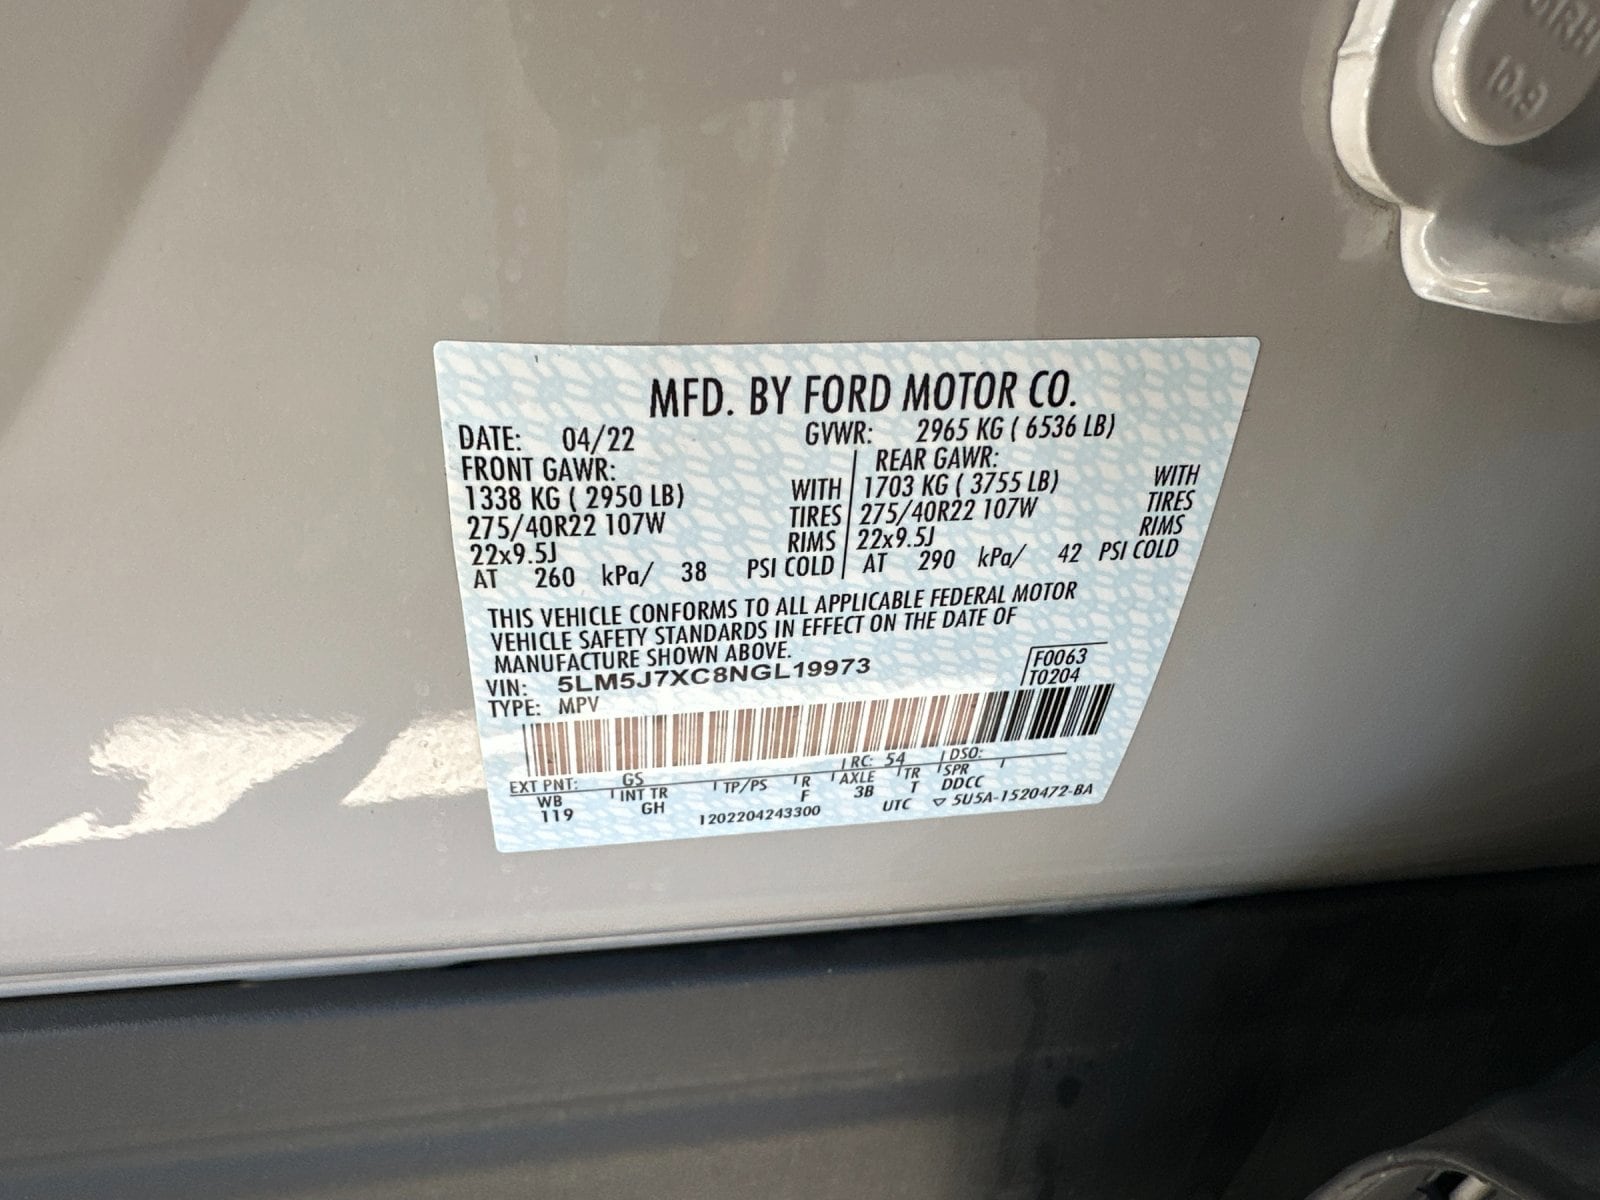 MFD. BY FORD MOTOR CO.
DATE: 04/22 GVWR: 2965 KG ( 6536 LB)
FRONT GAWR: REAR GAWR:
1338 KG ( 2950 LB) WITH 1703 KG ( 3755 LB) WITH
275/40R22 107W TIRES 275/40R22 107W TIRES
22x9.5J RIMS 22x9.5J RIMS
AT 260 kPa/ 38 PSI COLD AT 290 kPa/ 42 PSI COLD
THIS VEHICLE CONFORMS TO ALL APPLICABLE FEDERAL MOTOR
VEHICLE SAFETY STANDARDS IN EFFECT ON THE DATE OF
MANUFACTURE SHOWN ABOVE.
VIN: 5LM5J7XC8NGL19973 F0063
TYPE: MPV T0204
EXT PNT: GS RC: 54 DSO:
WB INT TR TP/PS R AXLE TR SPR
119 GH F 3B T DDCC
1202204243300 UTC ▽ 5U5A-1520472-BA